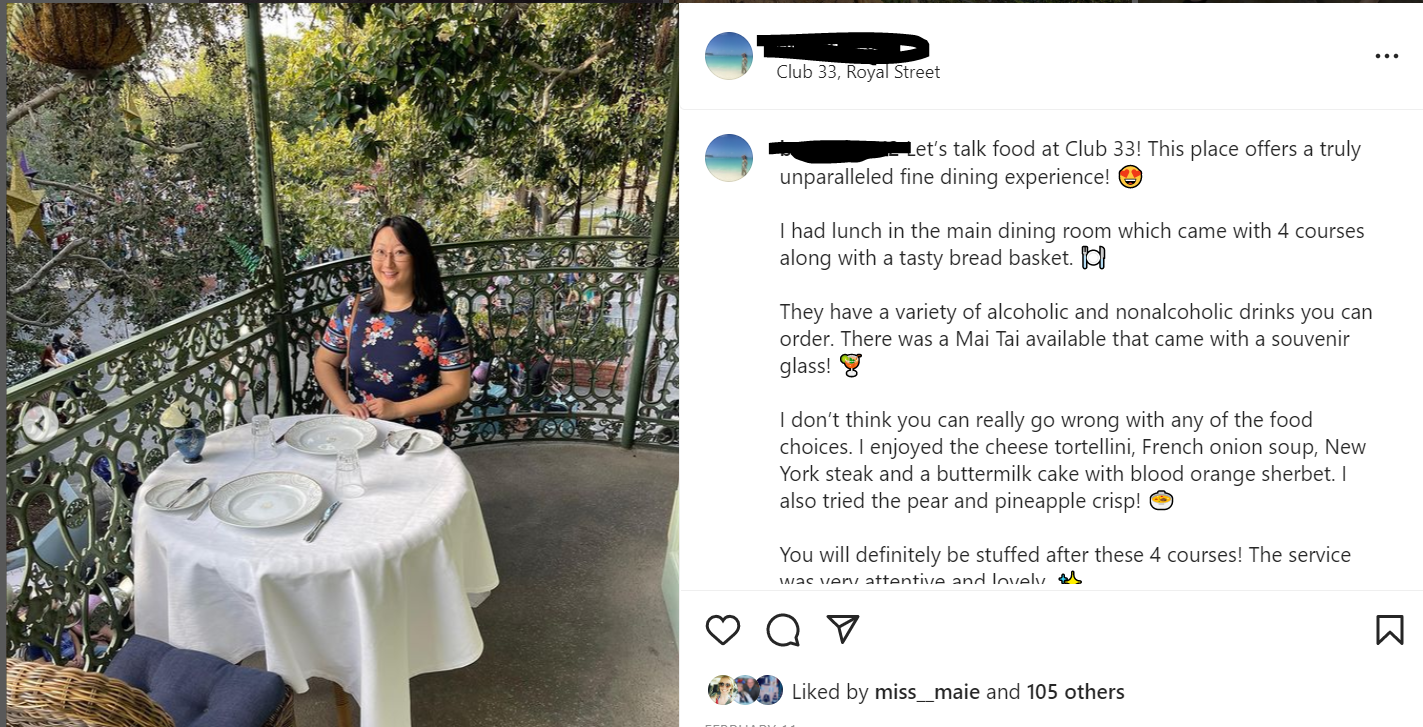 Club 33, Royal Street
Let's talk food at Club 33! This place offers a truly
unparalleled fine dining experience! 😍
I had lunch in the main dining room which came with 4 courses
along with a tasty bread basket. 🍽️
They have a variety of alcoholic and nonalcoholic drinks you can
order. There was a Mai Tai available that came with a souvenir
glass! 🍹
I don't think you can really go wrong with any of the food
choices. I enjoyed the cheese tortellini, French onion soup, New
York steak and a buttermilk cake with blood orange sherbet. I
also tried the pear and pineapple crisp! 🍲
You will definitely be stuffed after these 4 courses! The service
was very attentive and lovely. ✨
Liked by miss__maie and 105 others
FEBRUARY 11